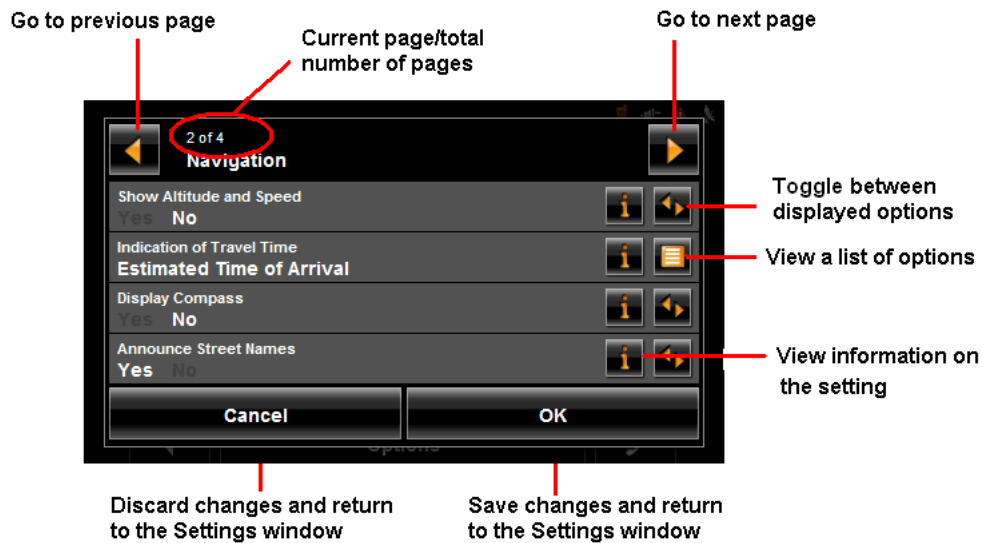 Go to previous page
Go to next page
Current page/total
number of pages
2 of 4
Navigation
Show Altitude and Speed
Yes No
Toggle between
displayed options
Indication of Travel Time
Estimated Time of Arrival
View a list of options
Display Compass
Yes No
Announce Street Names
Yes No
View information on
the setting
Cancel
OK
Options
Discard changes and return
to the Settings window
Save changes and return
to the Settings window